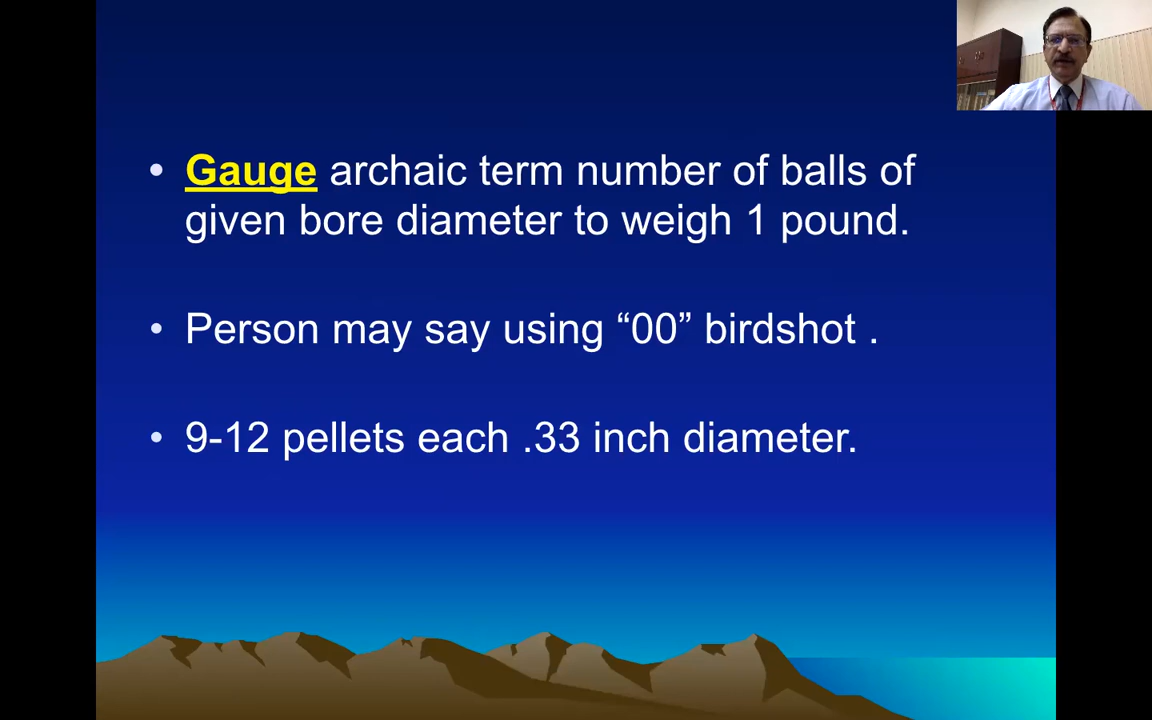 • Gauge archaic term number of balls of
given bore diameter to weigh 1 pound.
• Person may say using “00” birdshot .
• 9-12 pellets each .33 inch diameter.